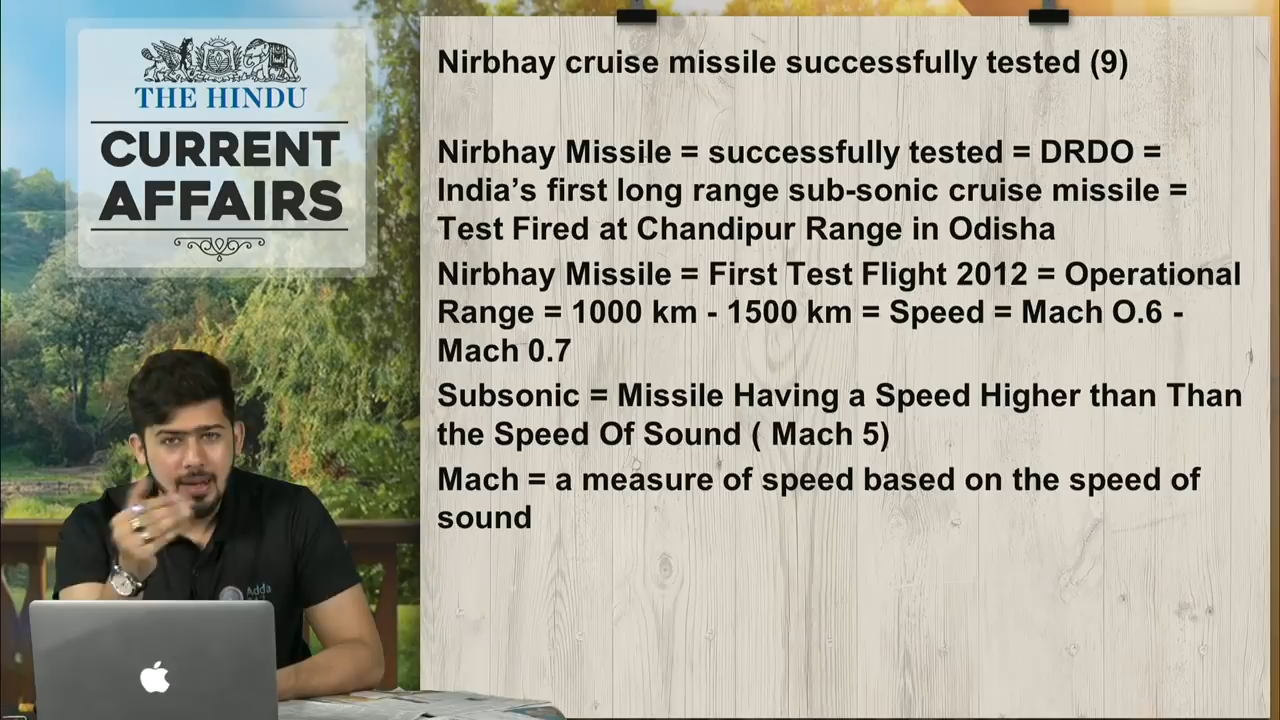 THE HINDU
CURRENT
AFFAIRS
Nirbhay cruise missile successfully tested (9)
Nirbhay Missile = successfully tested = DRDO =
India's first long range sub-sonic cruise missile =
Test Fired at Chandipur Range in Odisha
Nirbhay Missile = First Test Flight 2012 = Operational
Range = 1000 km - 1500 km = Speed = Mach O.6 -
Mach 0.7
Subsonic = Missile Having a Speed Higher than Than
the Speed Of Sound ( Mach 5)
Mach = a measure of speed based on the speed of
sound
Adda